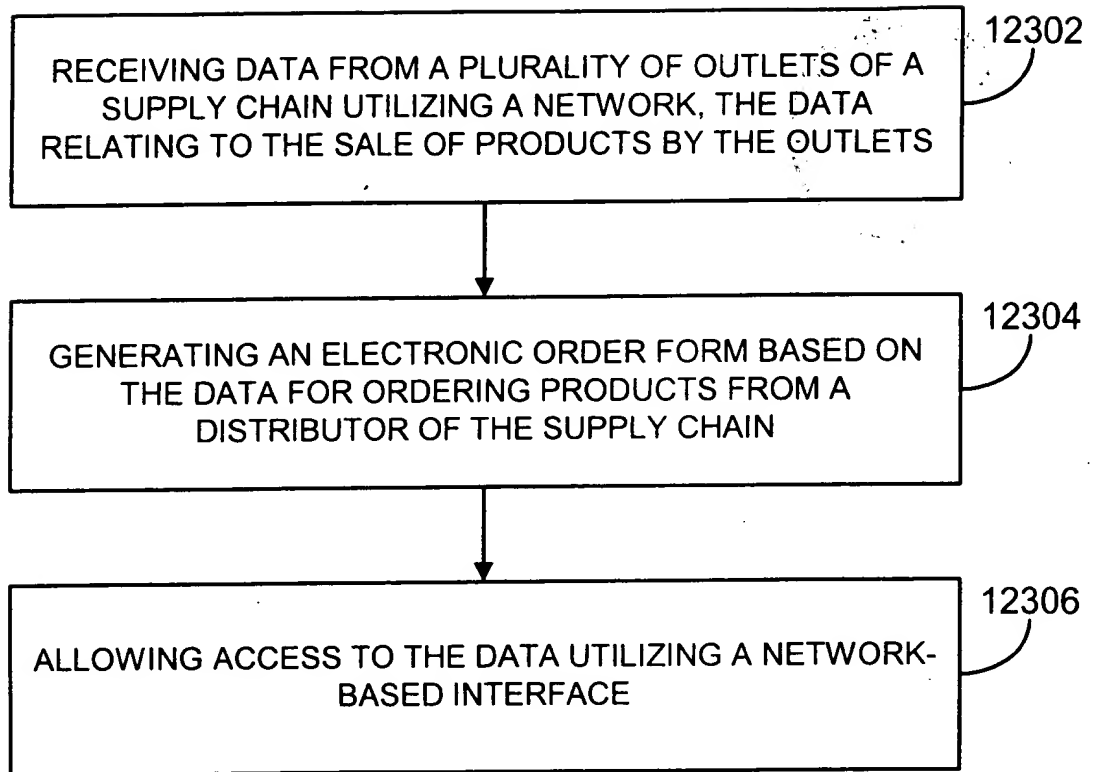 12302
RECEIVING DATA FROM A PLURALITY OF OUTLETS OF A
SUPPLY CHAIN UTILIZING A NETWORK, THE DATA
RELATING TO THE SALE OF PRODUCTS BY THE OUTLETS
12304
GENERATING AN ELECTRONIC ORDER FORM BASED ON
THE DATA FOR ORDERING PRODUCTS FROM A
DISTRIBUTOR OF THE SUPPLY CHAIN
12306
ALLOWING ACCESS TO THE DATA UTILIZING A NETWORK-
BASED INTERFACE